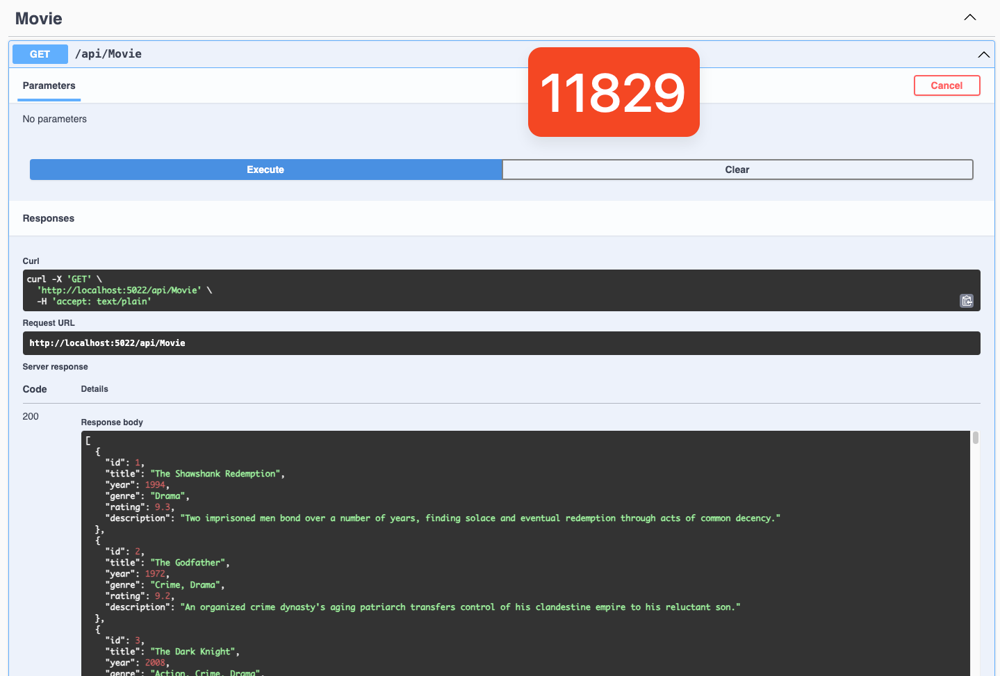 Movie
GET /api/Movie
11829
Parameters
Cancel
No parameters
Execute
Clear
Responses
Curl
curl -X 'GET' \
'http://localhost:5022/api/Movie' \
-H 'accept: text/plain'
Request URL
http://localhost:5022/api/Movie
Server response
Code Details
200
Response body
[
{
"id": 1,
"title": "The Shawshank Redemption",
"year": 1994,
"genre": "Drama",
"rating": 9.3,
"description": "Two imprisoned men bond over a number of years, finding solace and eventual redemption through acts of common decency."
},
{
"id": 2,
"title": "The Godfather",
"year": 1972,
"genre": "Crime, Drama",
"rating": 9.2,
"description": "An organized crime dynasty's aging patriarch transfers control of his clandestine empire to his reluctant son."
},
{
"id": 3,
"title": "The Dark Knight",
"year": 2008,
"genre": "Action, Crime, Drama",